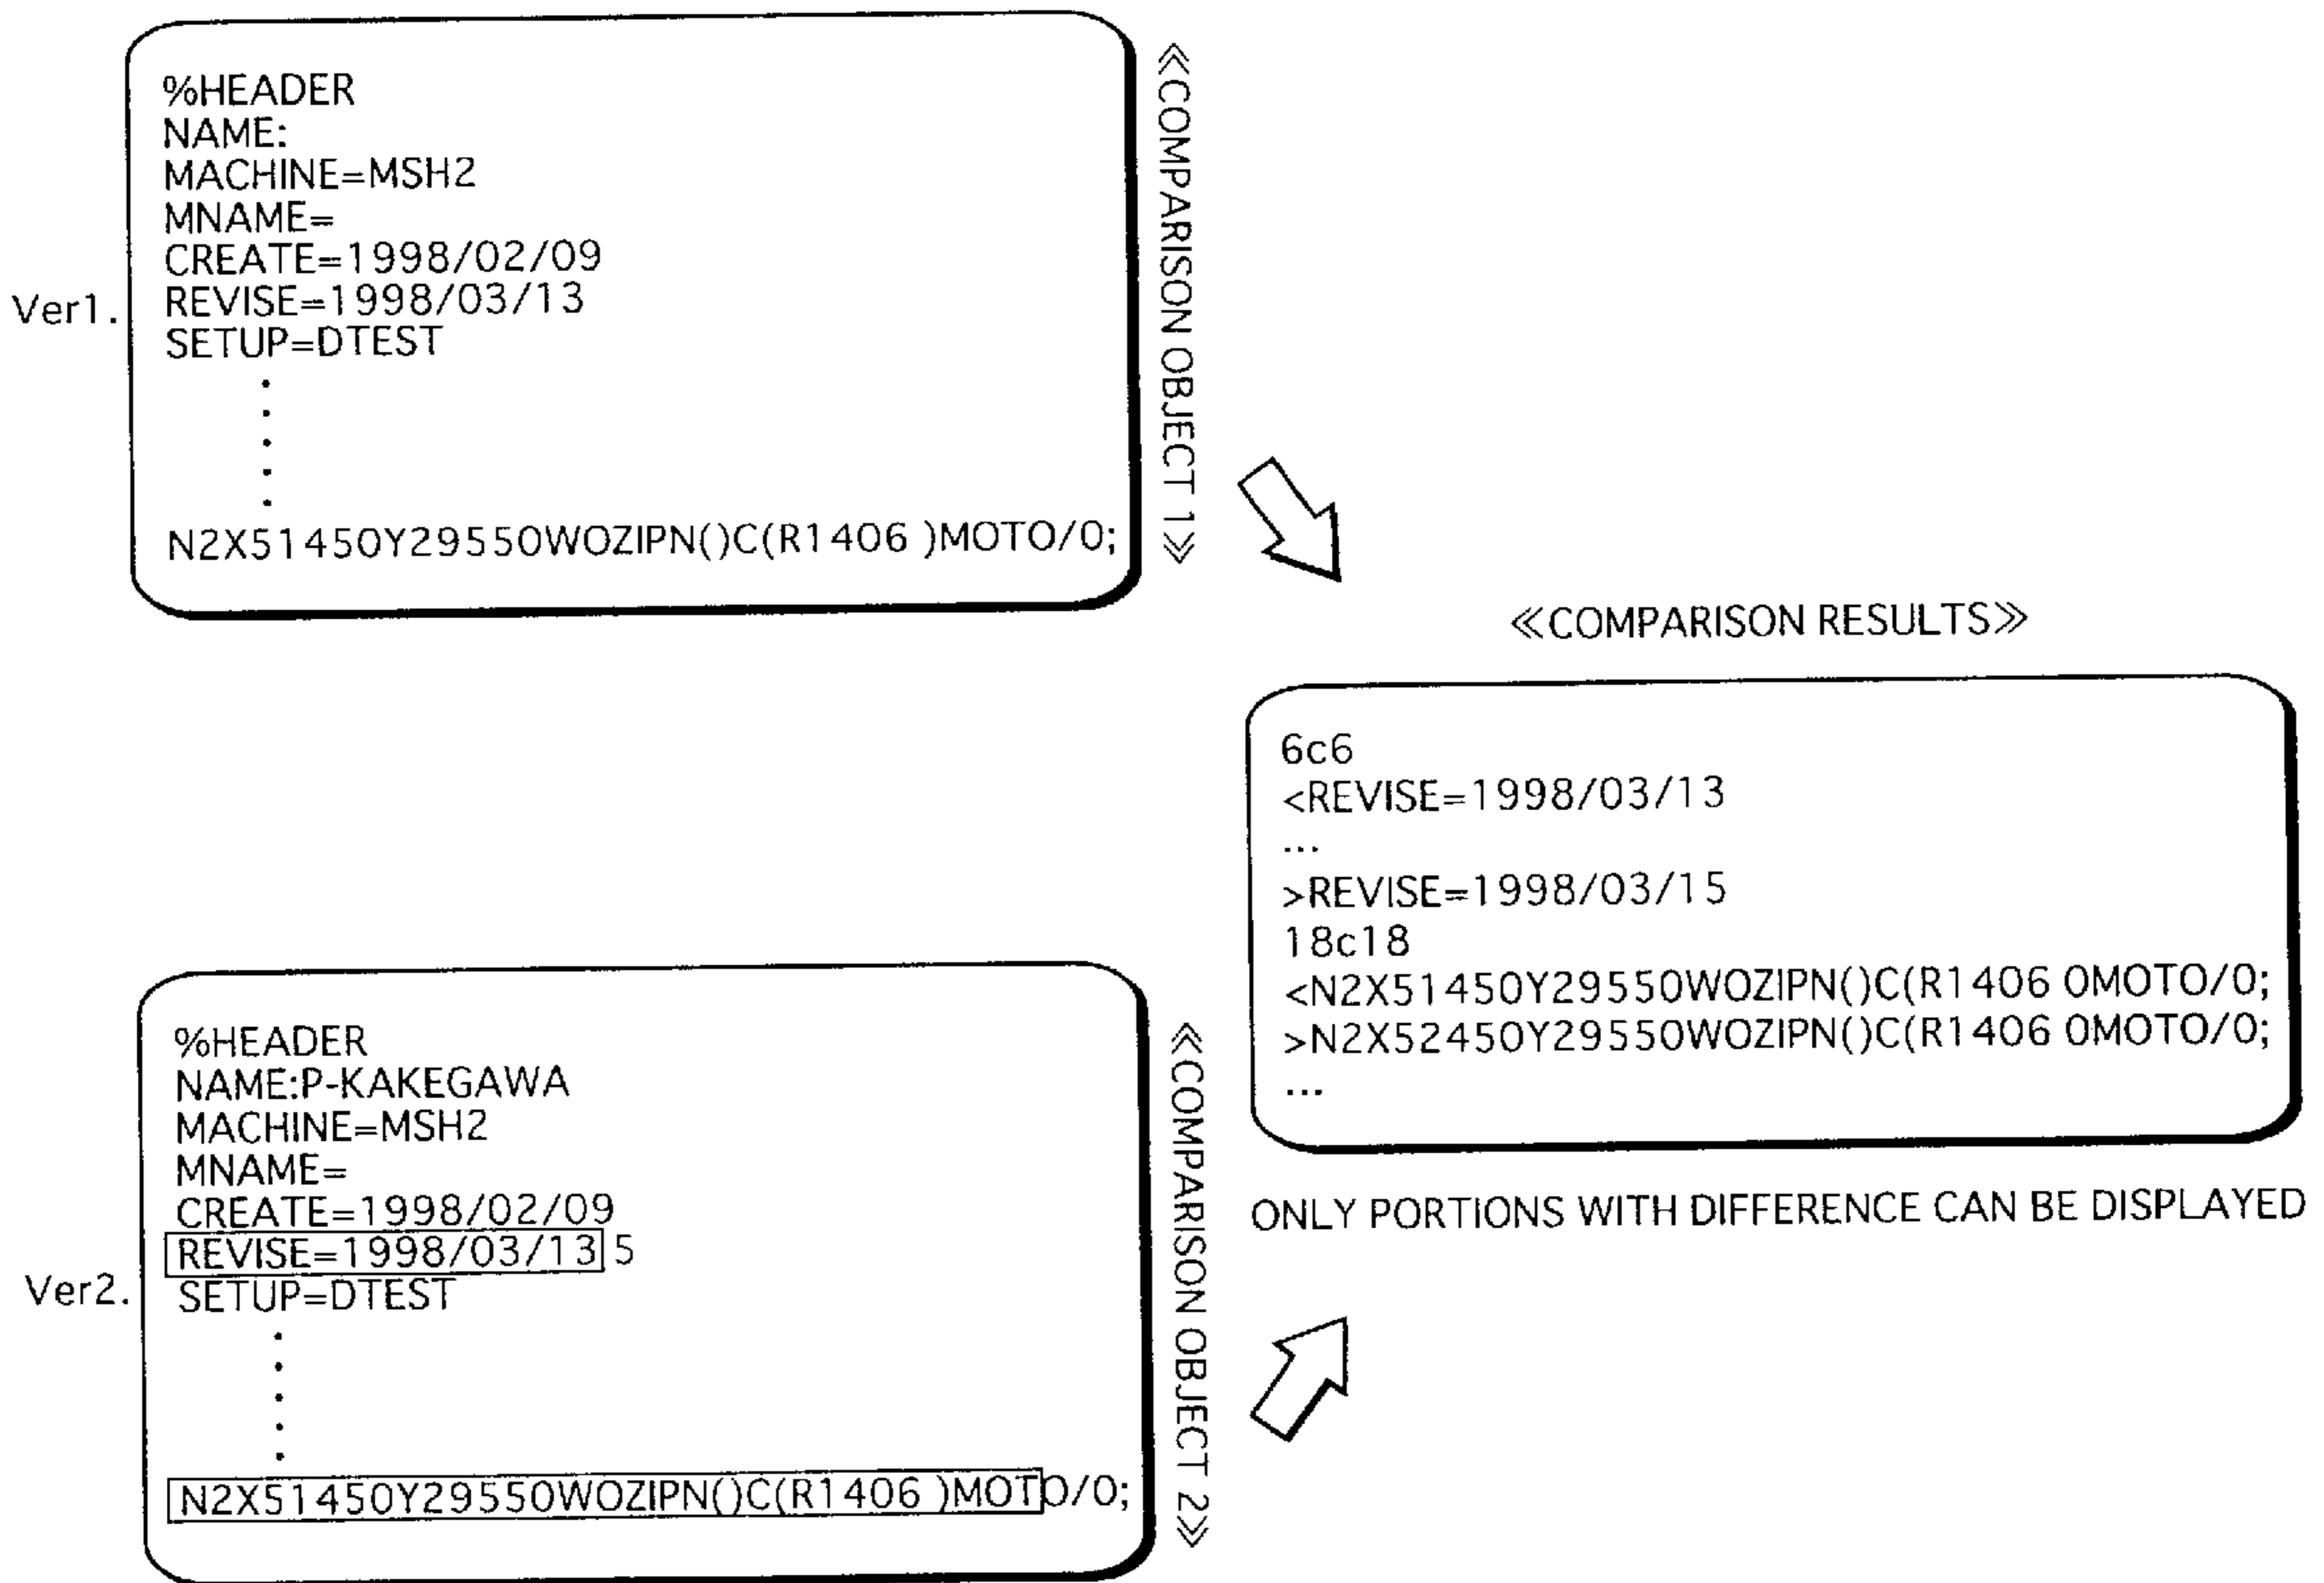 %HEADER
NAME:
MACHINE=MSH2
MNAME=
CREATE=1998/02/09
REVISE=1998/03/13
SETUP=DTEST
N2X51450Y29550WOZIPN()C(R1406 )MOTO/0;
Ver1.
≪COMPARISON OBJECT 1≫
%HEADER
NAME:P-KAKEGAWA
MACHINE=MSH2
MNAME=
CREATE=1998/02/09
REVISE=1998/03/13 5
SETUP=DTEST
N2X51450Y29550WOZIPN()C(R1406 )MOTO/0;
Ver2.
≪COMPARISON OBJECT 2≫
≪COMPARISON RESULTS≫
6c6
<REVISE=1998/03/13
...
>REVISE=1998/03/15
18c18
<N2X51450Y29550WOZIPN()C(R1406 0MOTO/0;
>N2X52450Y29550WOZIPN()C(R1406 0MOTO/0;
...
ONLY PORTIONS WITH DIFFERENCE CAN BE DISPLAYED